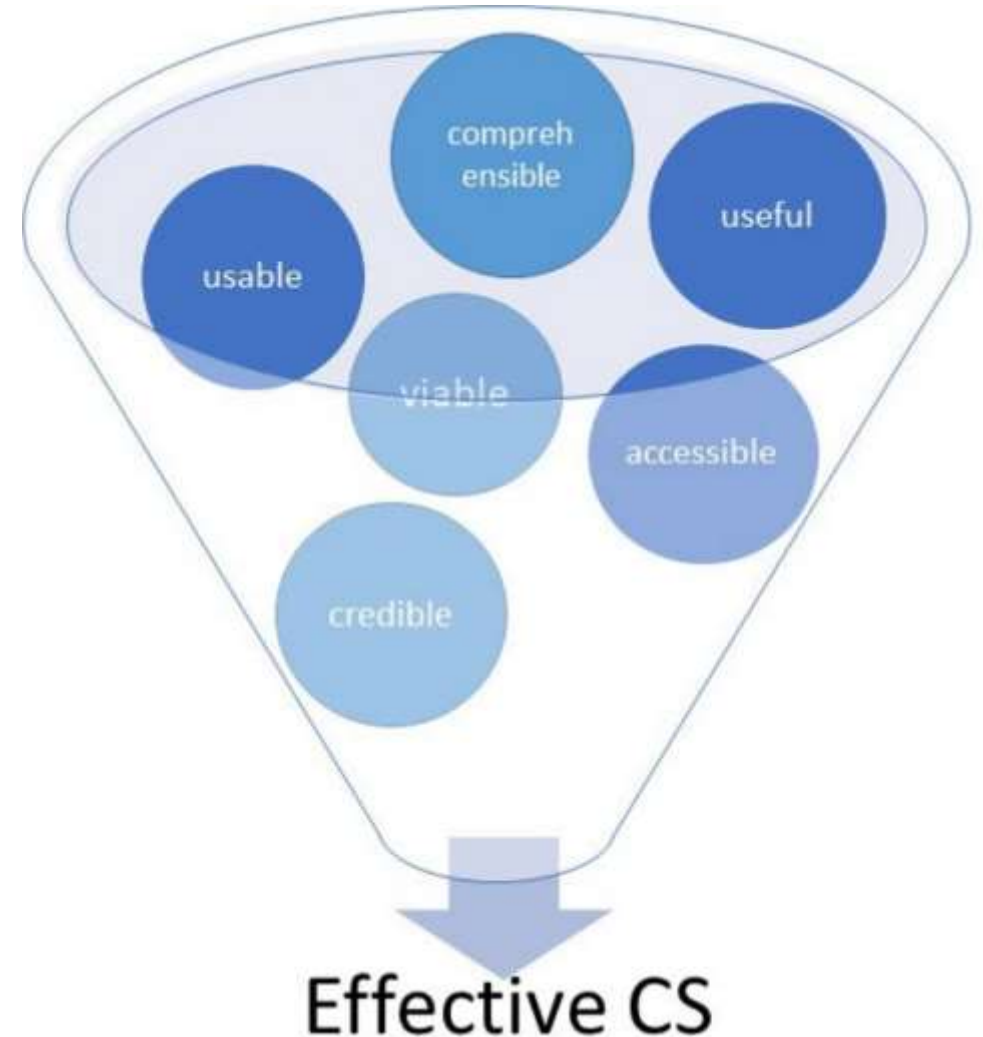 compreh
ensible
useful
usable
viable
accessible
credible
Effective CS